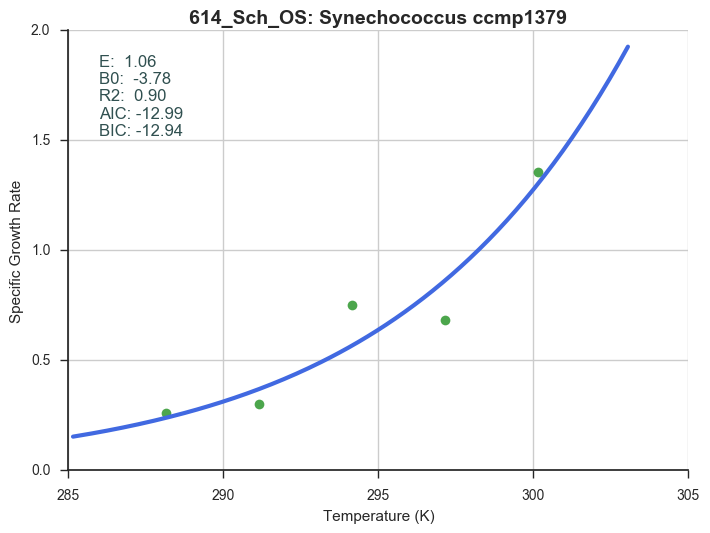 614_Sch_OS: Synechococcus ccmp1379
E:  1.06
B0:  -3.78
R2:  0.90
AIC: -12.99
BIC: -12.94
Specific Growth Rate
2.0
1.5
1.0
0.5
0.0
285 290 295 300 305
Temperature (K)